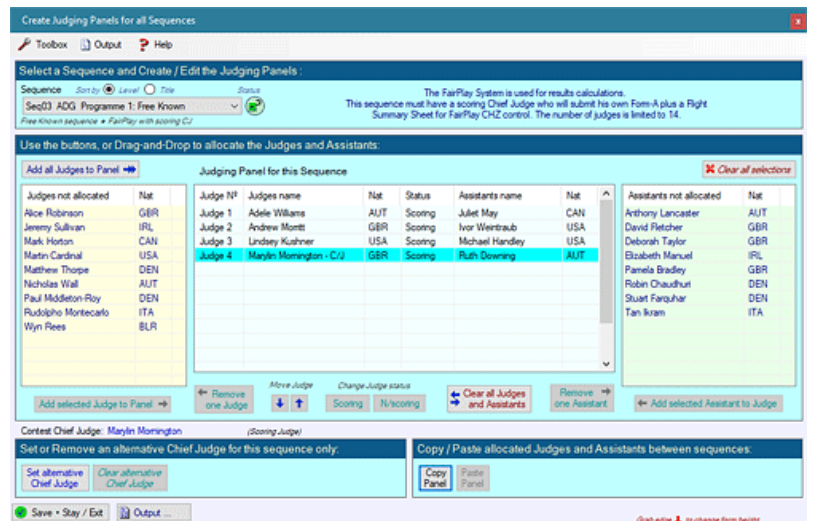 Create Judging Panels for all Sequences
x
Toolbox Output Help
Select a Sequence and Create / Edit the Judging Panels :
Sequence Sort by Level Title Status
Seq03 ADG Programme 1: Free Known
Free Known sequence + FairPlay with scoring CJ
The FairPlay System is used for results calculations.
This sequence must have a scoring Chief Judge who will submit his own Form-A plus a Flight
Summary Sheet for FairPlay CHZ control. The number of judges is limited to 14.
Use the buttons, or Drag-and-Drop to allocate the Judges and Assistants:
Add all Judges to Panel Judging Panel for this Sequence Clear all selections
Judges not allocated Nat Judge Nº Judges name Nat Status Assistants name Nat Assistants not allocated Nat
Alice Robinson GBR Judge 1 Adele Williams AUT Scoring Juliet May CAN Anthony Lancaster AUT
Jeremy Sullivan IRL Judge 2 Andrew Morritt GBR Scoring Ivor Weintraub USA David Fletcher GBR
Mark Horton CAN Judge 3 Lindsey Kushner USA Scoring Michael Handley USA Deborah Taylor GBR
Martin Cardinal USA Judge 4 Marylin Mornington - C/J GBR Scoring Ruth Downing AUT Elizabeth Manuel IRL
Matthew Thorpe DEN Pamela Bradley GBR
Nicholas Wall AUT Robin Chaudhuri DEN
Paul Middleton-Roy DEN Stuart Farquhar DEN
Rudolpho Montecarlo ITA Tan Ikram ITA
Wyn Rees BLR
Move Judge Change Judge status
Add selected Judge to Panel Remove one Judge Scoring N/scoring Clear all Judges and Assistants Remove one Assistant Add selected Assistant to Judge
Contest Chief Judge: Marylin Mornington (Scoring Judge)
Set or Remove an alternative Chief Judge for this sequence only: Copy / Paste allocated Judges and Assistants between sequences:
Set alternative Chief Judge Clear alternative Chief Judge Copy Panel Paste Panel
Save + Stay / Exit Output ...
Grab edge to change form height